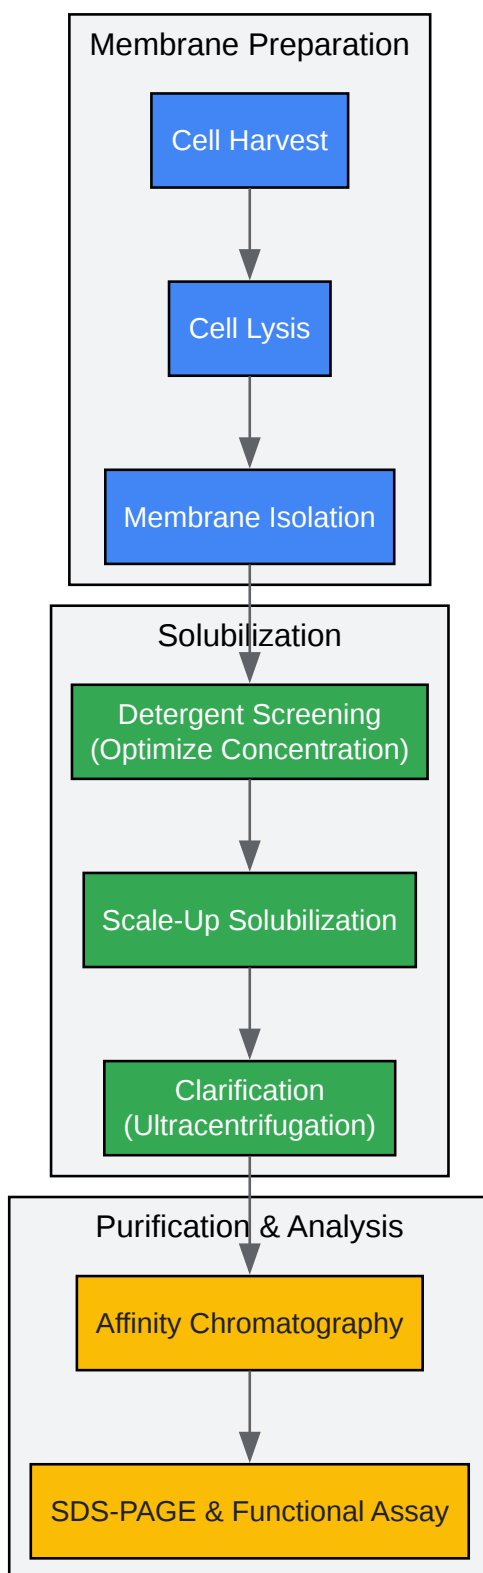 Membrane Preparation
Cell Harvest
Cell Lysis
Membrane Isolation
Solubilization
Detergent Screening
(Optimize Concentration)
Scale-Up Solubilization
Clarification
(Ultracentrifugation)
Purification & Analysis
Affinity Chromatography
SDS-PAGE & Functional Assay